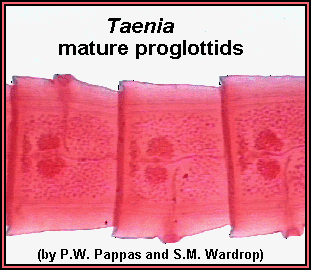 Taenia
mature proglottids
(by P.W. Pappas and S.M. Wardrop)